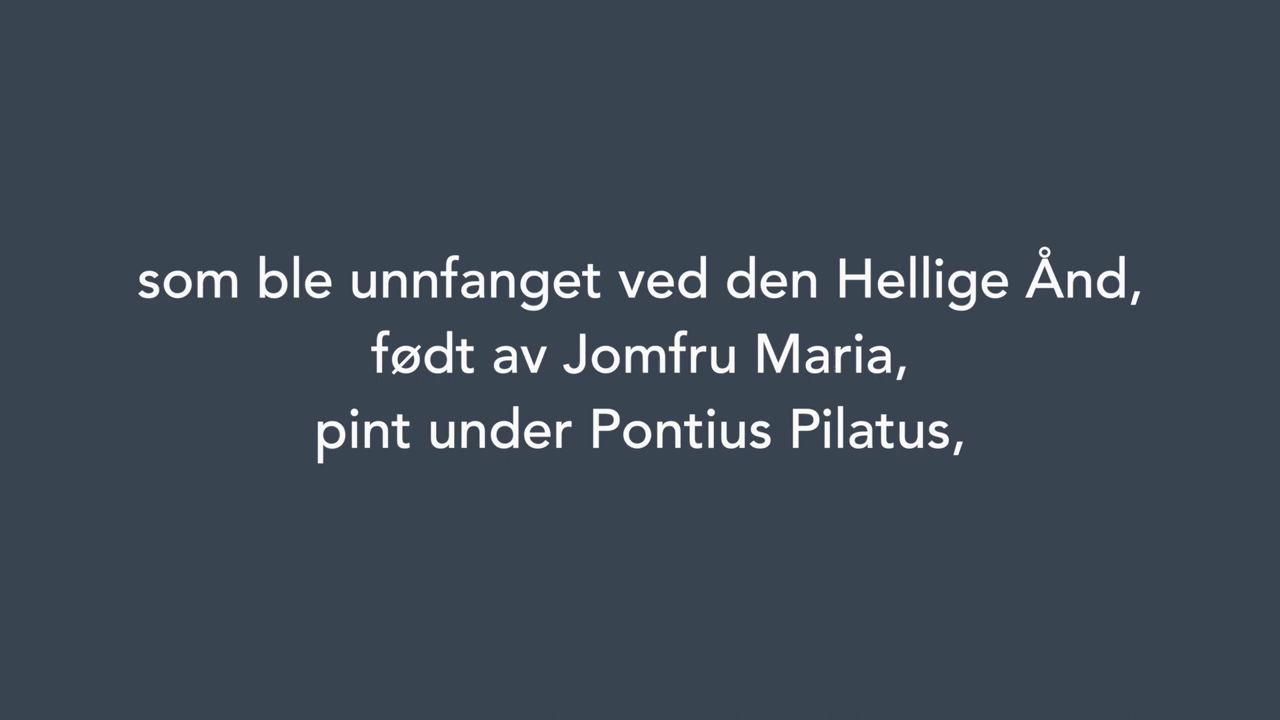 som ble unnfanget ved den Hellige Ånd,
født av Jomfru Maria,
pint under Pontius Pilatus,